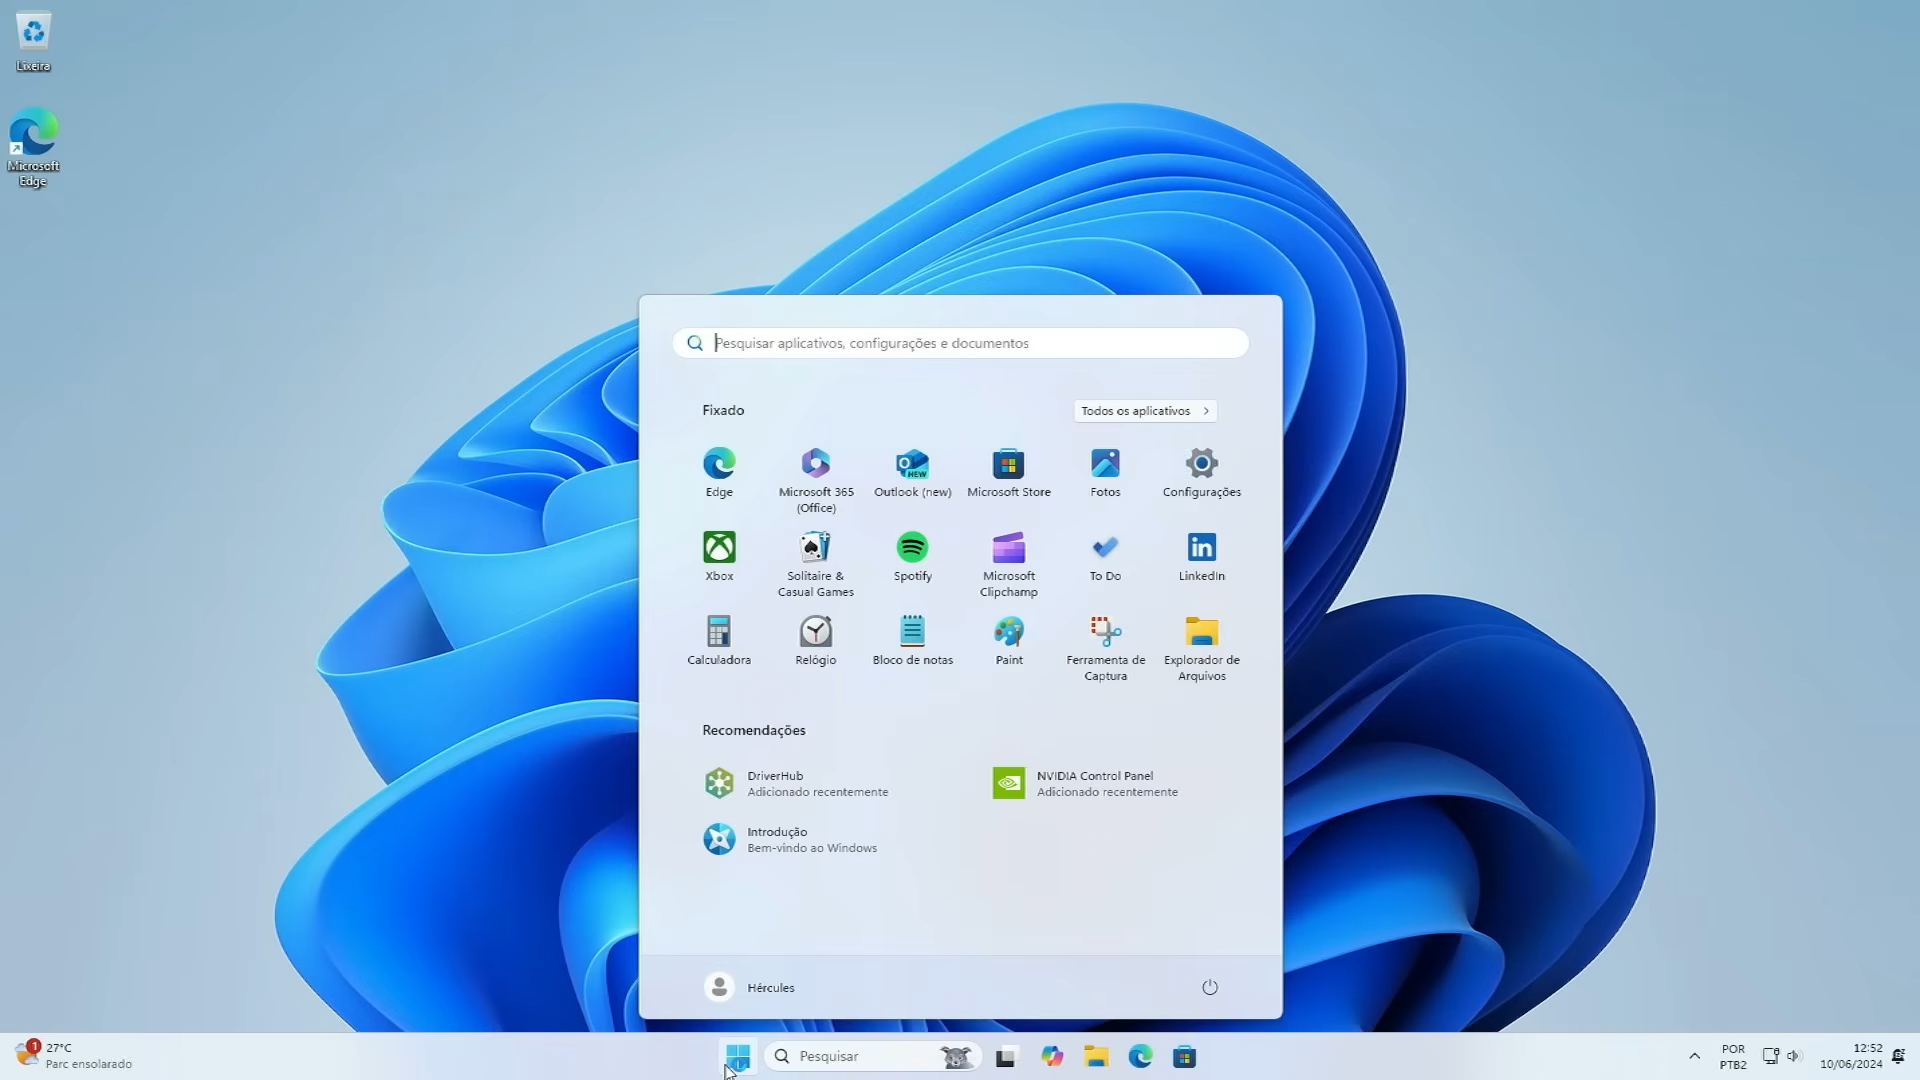 Lixeira
Microsoft
Edge
Pesquisar aplicativos, configurações e documentos
Fixado
Todos os aplicativos
Edge
Microsoft 365
(Office)
Outlook (new)
Microsoft Store
Fotos
Configurações
Xbox
Solitaire &
Casual Games
Spotify
Microsoft
Clipchamp
To Do
LinkedIn
Calculadora
Relógio
Bloco de notas
Paint
Ferramenta de
Captura
Explorador de
Arquivos
Recomendações
DriverHub
Adicionado recentemente
NVIDIA Control Panel
Adicionado recentemente
Introdução
Bem-vindo ao Windows
Hércules
1
27°C
Parc ensolarado
Pesquisar
POR
PTB2
12:52
10/06/2024